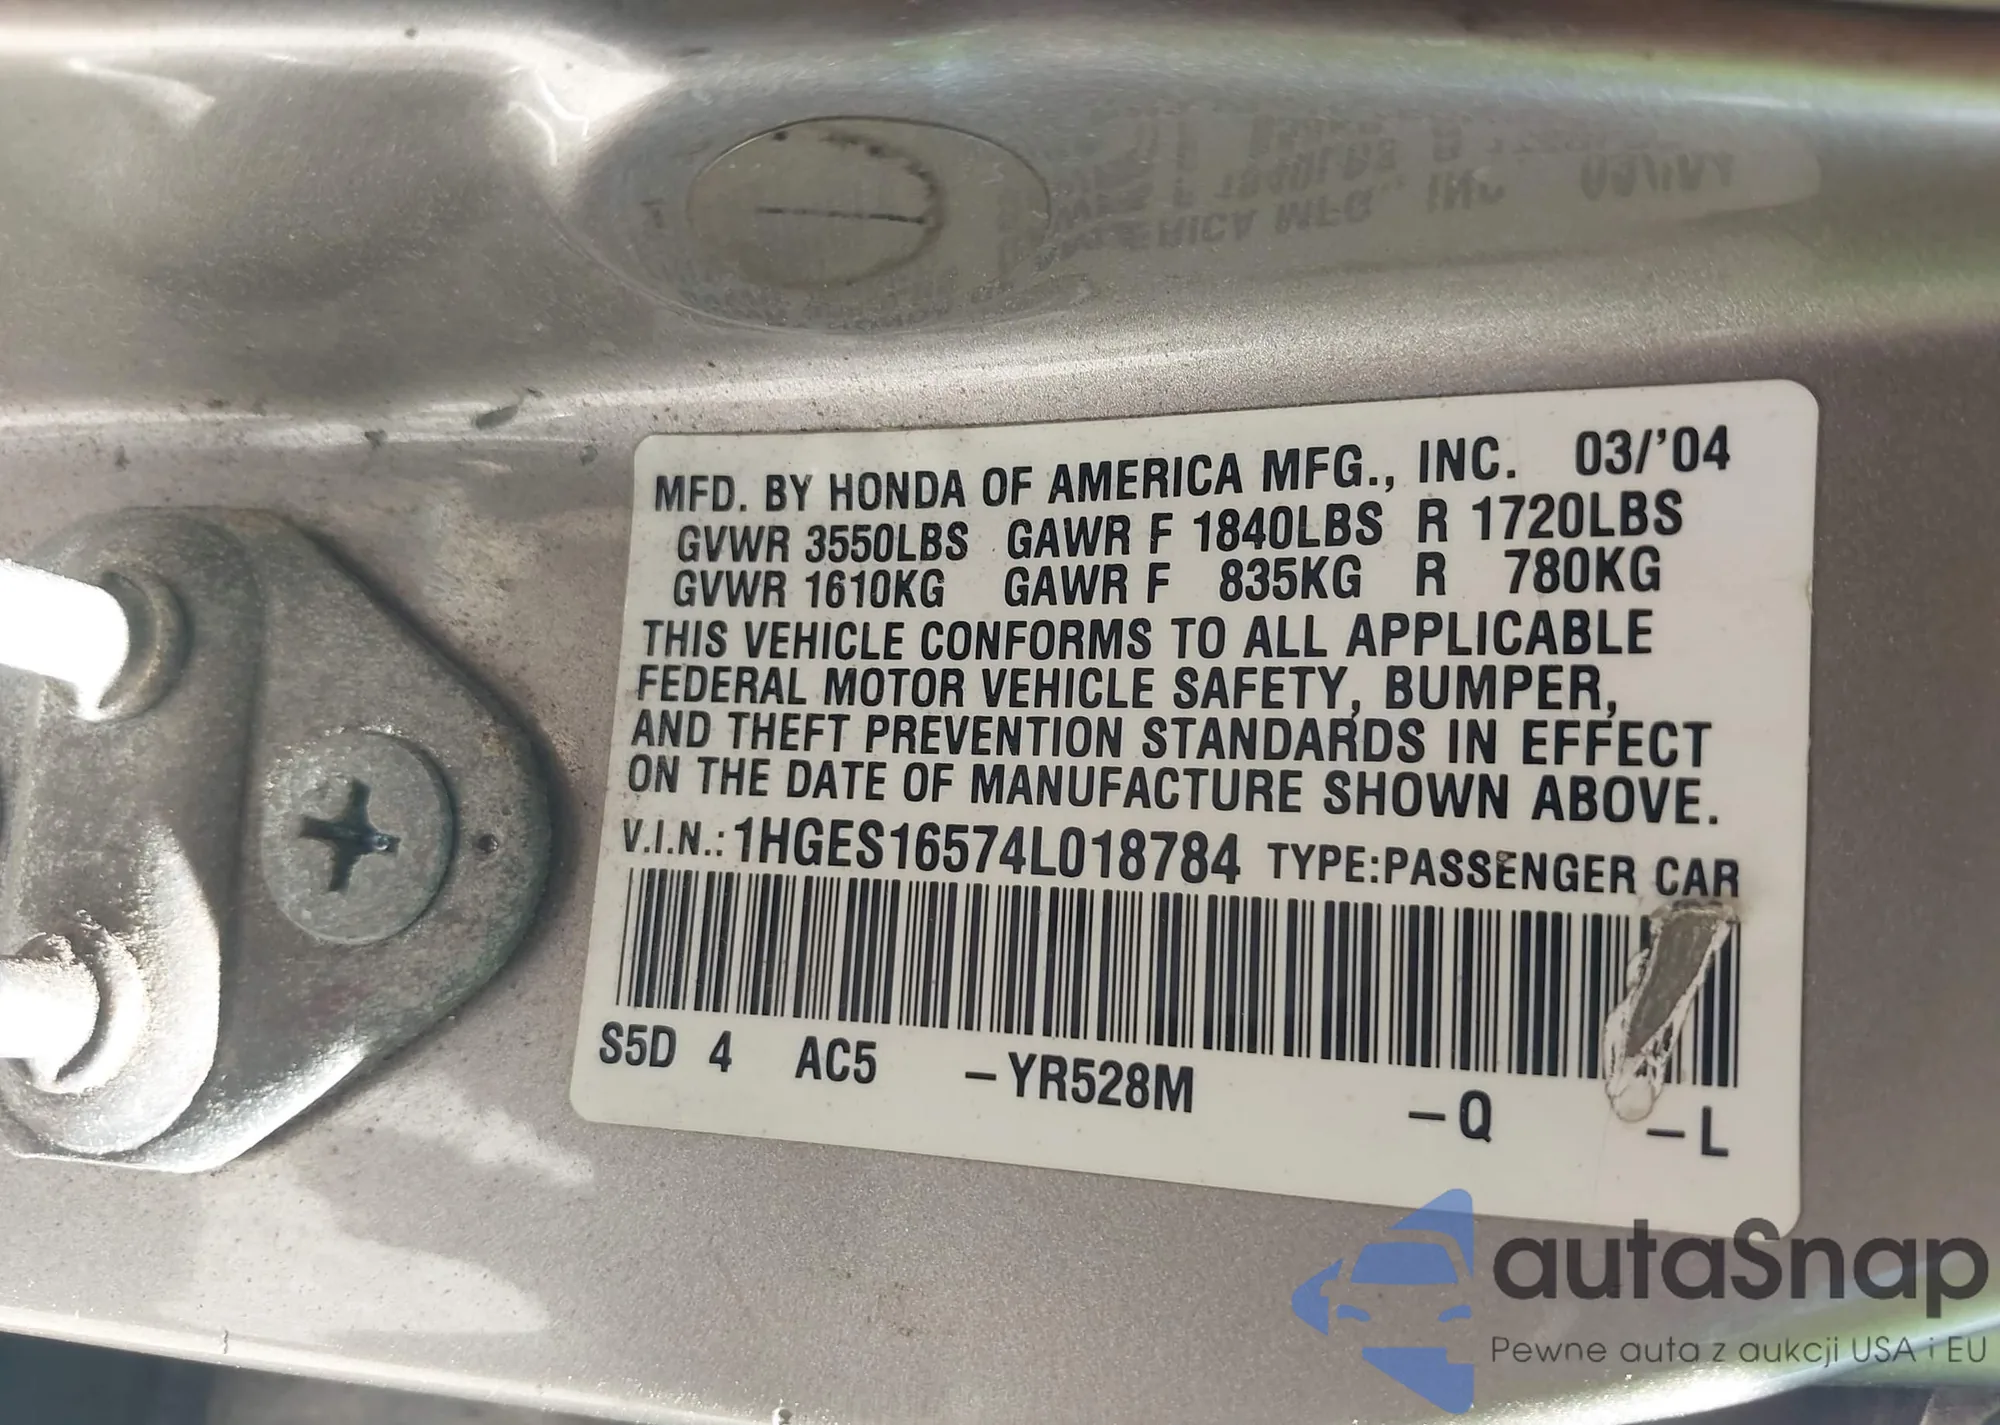 MFD. BY HONDA OF AMERICA MFG., INC. 03/'04
GVWR 3550LBS GAWR F 1840LBS R 1720LBS
GVWR 1610KG GAWR F 835KG R 780KG
THIS VEHICLE CONFORMS TO ALL APPLICABLE
FEDERAL MOTOR VEHICLE SAFETY, BUMPER,
AND THEFT PREVENTION STANDARDS IN EFFECT
ON THE DATE OF MANUFACTURE SHOWN ABOVE.
V.I.N.: 1HGES16574L018784 TYPE:PASSENGER CAR
S5D 4 AC5 –YR528M –Q –L
autaSnap
Pewne auta z aukcji USA i EU